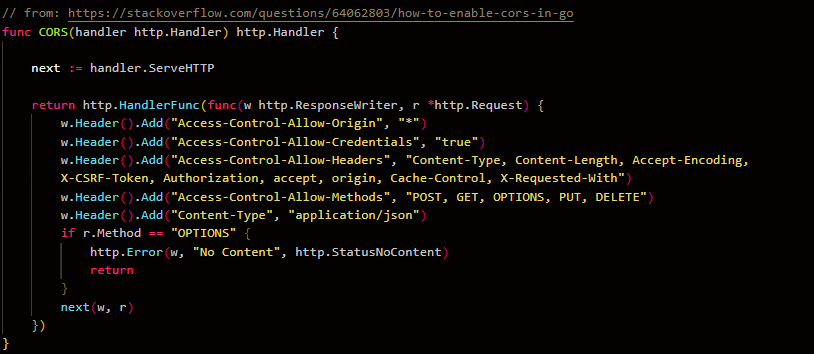 // from: https://stackoverflow.com/questions/64062803/how-to-enable-cors-in-go
func CORS(handler http.Handler) http.Handler {
next := handler.ServeHTTP
return http.HandlerFunc(func(w http.ResponseWriter, r *http.Request) {
w.Header().Add("Access-Control-Allow-Origin", "*")
w.Header().Add("Access-Control-Allow-Credentials", "true")
w.Header().Add("Access-Control-Allow-Headers", "Content-Type, Content-Length, Accept-Encoding,
X-CSRF-Token, Authorization, accept, origin, Cache-Control, X-Requested-With")
w.Header().Add("Access-Control-Allow-Methods", "POST, GET, OPTIONS, PUT, DELETE")
w.Header().Add("Content-Type", "application/json")
if r.Method == "OPTIONS" {
http.Error(w, "No Content", http.StatusNoContent)
return
}
next(w, r)
})
}